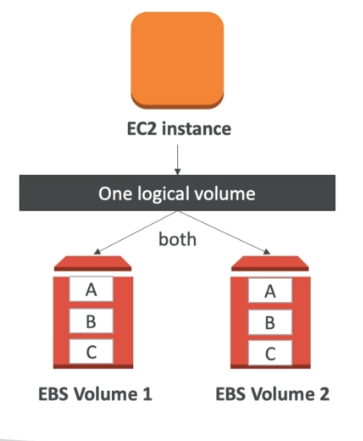 EC2 instance
One logical volume
both
A
B
C
A
B
C
EBS Volume 1
EBS Volume 2